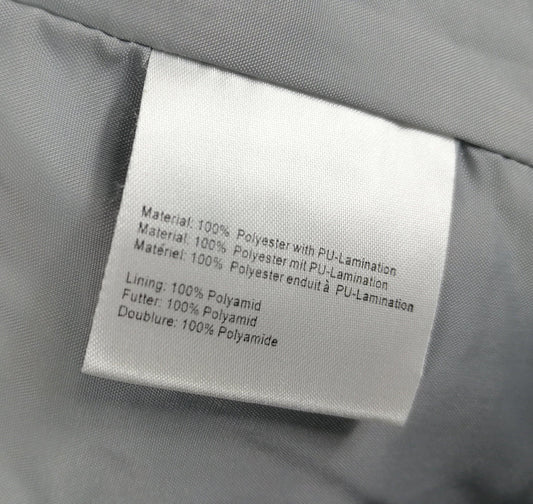 Material: 100% Polyester with PU-Lamination
Material: 100% Polyester mit PU-Lamination
Matériel: 100% Polyester enduit à PU-Lamination
Lining: 100% Polyamid
Futter: 100% Polyamid
Doublure: 100% Polyamide